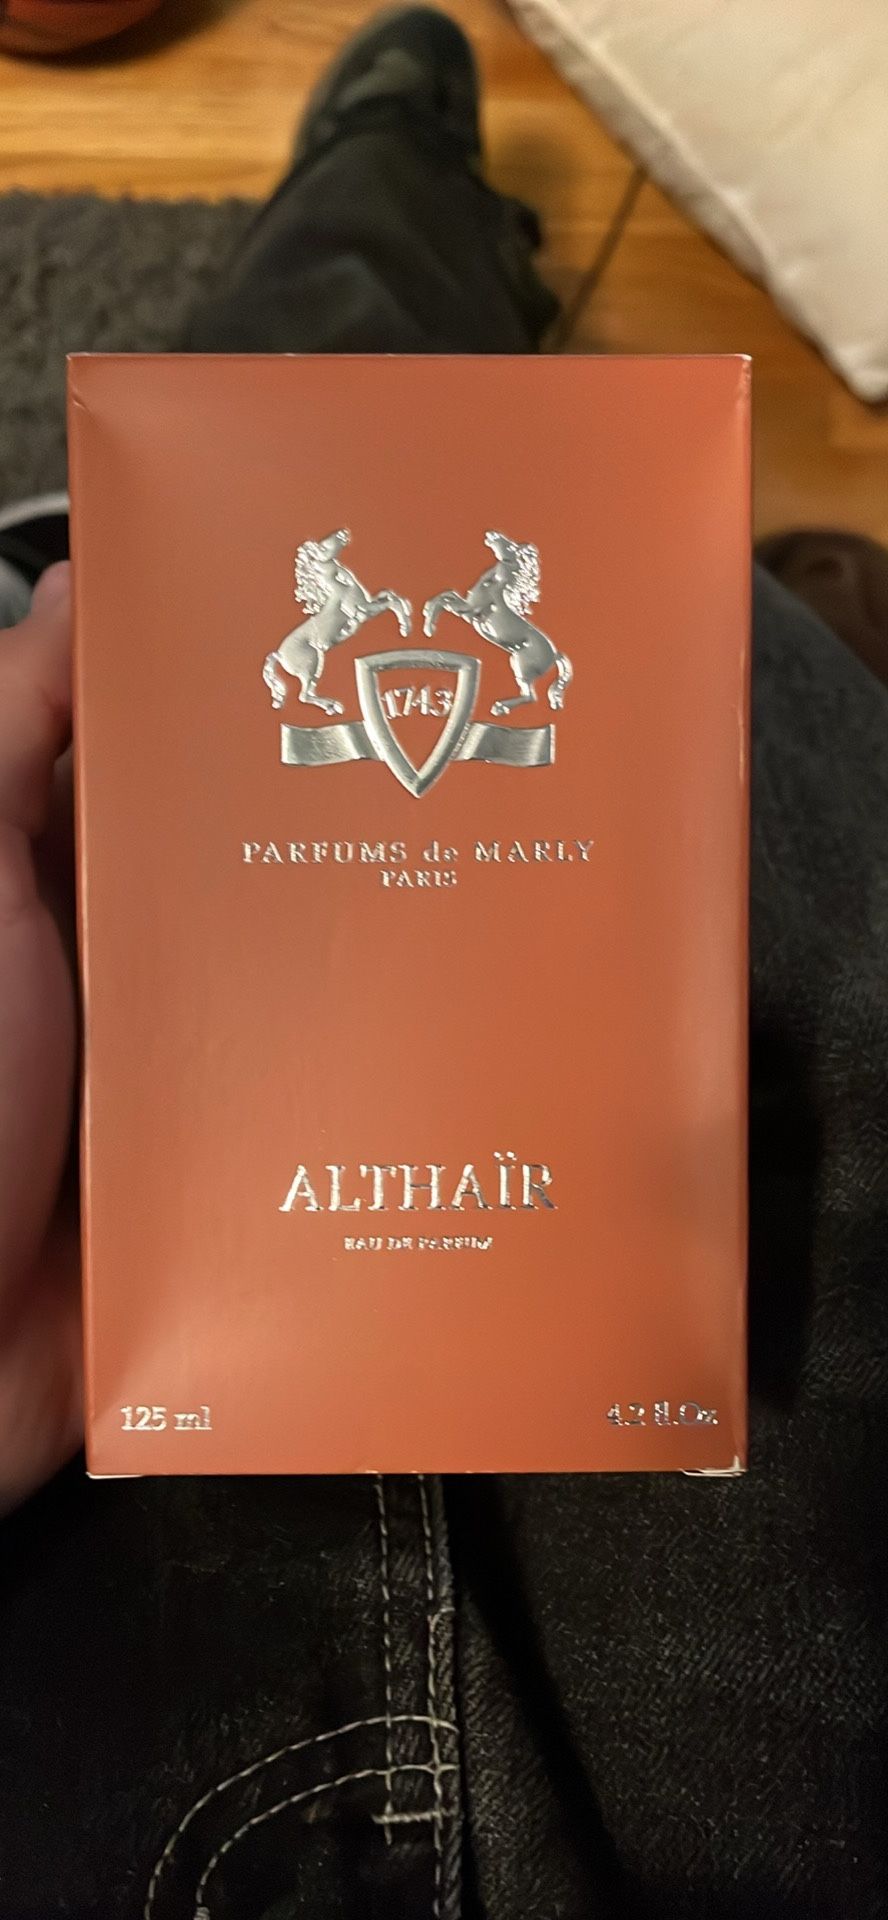 1743
PARFUMS de MARLY
PARIS
ALTHAÏR
EAU DE PARFUM
125 ml
4.2 fl.Oz.